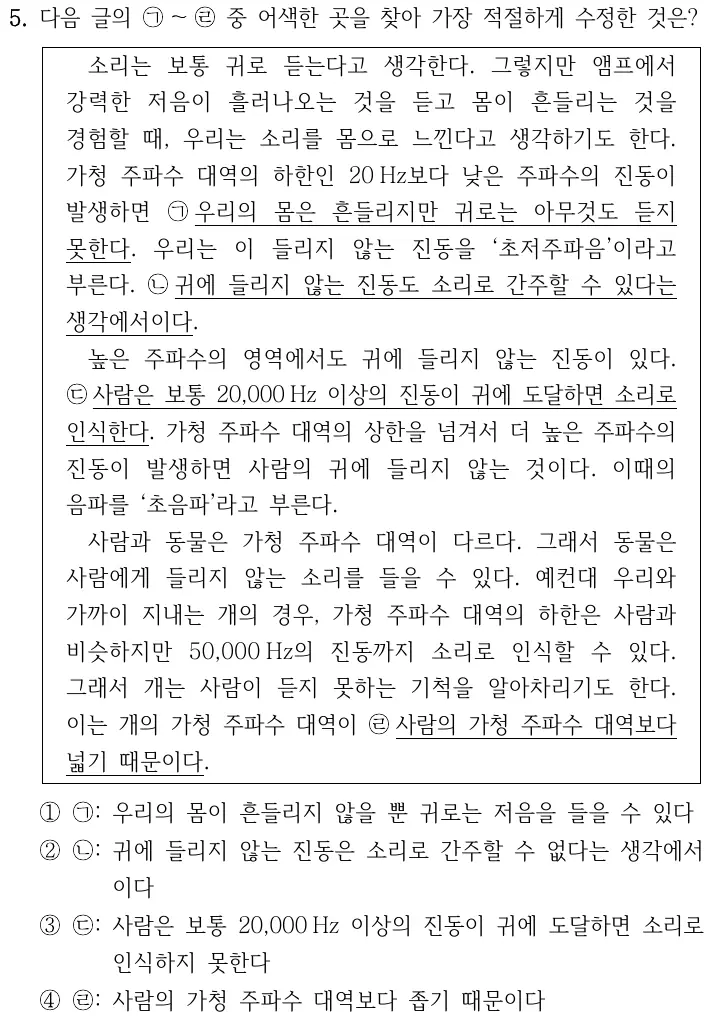 5. 다음 글의 ㉠~㉣ 중 어색한 곳을 찾아 가장 적절하게 수정한 것은?
소리는 보통 귀로 듣는다고 생각한다. 그렇지만 앰프에서
강력한 저음이 흘러나오는 것을 듣고 몸이 흔들리는 것을
경험할 때, 우리는 소리를 몸으로 느낀다고 생각하기도 한다.
가청 주파수 대역의 하한인 20Hz보다 낮은 주파수의 진동이
발생하면 ㉠우리의 몸은 흔들리지만 귀로는 아무것도 듣지
못한다. 우리는 이 들리지 않는 진동을 ‘초저주파음’이라고
부른다. ㉡귀에 들리지 않는 진동도 소리로 간주할 수 있다는
생각에서이다.
높은 주파수의 영역에서도 귀에 들리지 않는 진동이 있다.
㉢사람은 보통 20,000Hz 이상의 진동이 귀에 도달하면 소리로
인식한다. 가청 주파수 대역의 상한을 넘겨서 더 높은 주파수의
진동이 발생하면 사람의 귀에 들리지 않는 것이다. 이때의
음파를 ‘초음파’라고 부른다.
사람과 동물은 가청 주파수 대역이 다르다. 그래서 동물은
사람에게 들리지 않는 소리를 들을 수 있다. 예컨대 우리와
가까이 지내는 개의 경우, 가청 주파수 대역의 하한은 사람과
비슷하지만 50,000Hz의 진동까지 소리로 인식할 수 있다.
그래서 개는 사람이 듣지 못하는 기척을 알아차리기도 한다.
이는 개의 가청 주파수 대역이 ㉣사람의 가청 주파수 대역보다
넓기 때문이다.
① ㉠: 우리의 몸이 흔들리지 않을 뿐 귀로는 저음을 들을 수 있다
② ㉡: 귀에 들리지 않는 진동은 소리로 간주할 수 없다는 생각에서
이다
③ ㉢: 사람은 보통 20,000Hz 이상의 진동이 귀에 도달하면 소리로
인식하지 못한다
④ ㉣: 사람의 가청 주파수 대역보다 좁기 때문이다